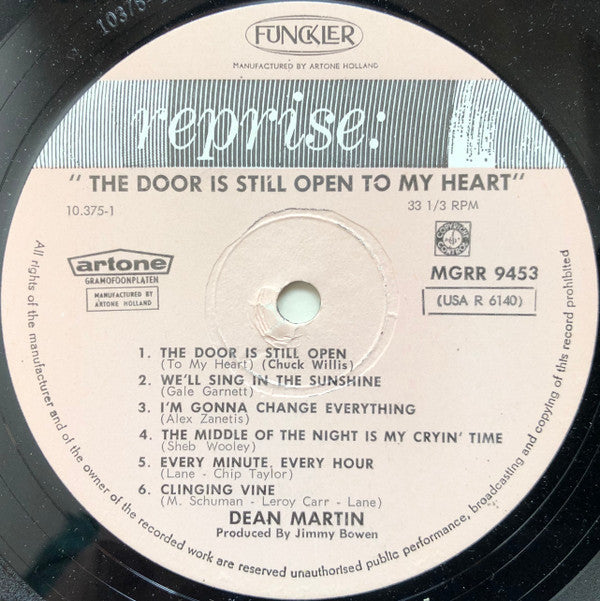 10375
FUNCKLER
MANUFACTURED BY ARTONE HOLLAND
reprise:
1
"THE DOOR IS STILL OPEN TO MY HEART"
10.375-1
33 1/3 RPM
artone
GRAMOFOONPLATEN
MANUFACTURED BY
ARTONE HOLLAND
MGRR 9453
(USA R 6140)
1. THE DOOR IS STILL OPEN
(To My Heart) (Chuck Willis)
2. WE'LL SING IN THE SUNSHINE
(Gale Garnett)
3. I'M GONNA CHANGE EVERYTHING
(Alex Zanetis)
4. THE MIDDLE OF THE NIGHT IS MY CRYIN' TIME
(Sheb Wooley)
5. EVERY MINUTE, EVERY HOUR
(Lane - Chip Taylor)
6. CLINGING VINE
(M. Schuman - Leroy Carr - Lane)
DEAN MARTIN
Produced By Jimmy Bowen
All rights of the manufacturer and of the owner of the recorded work are reserved unauthorised public performance, broadcasting and copying of this record prohibited